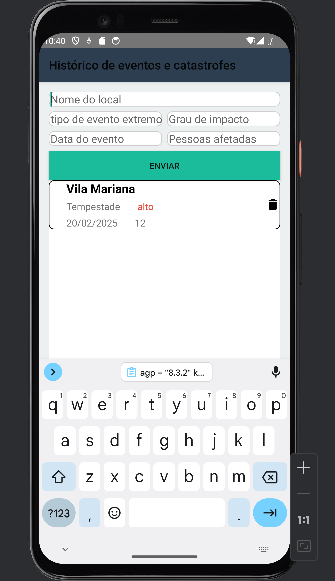 10:40
Histórico de eventos e catastrofes
Nome do local
tipo de evento extremo Grau de impacto
Data do evento Pessoas afetadas
ENVIAR
Vila Mariana
Tempestade alto
20/02/2025 12
agp = "8.3.2" k...
1 2 3 4 5 6 7 8 9 0
q w e r t y u i o p
a s d f g h j k l
z x c v b n m
?123 , .
1:1